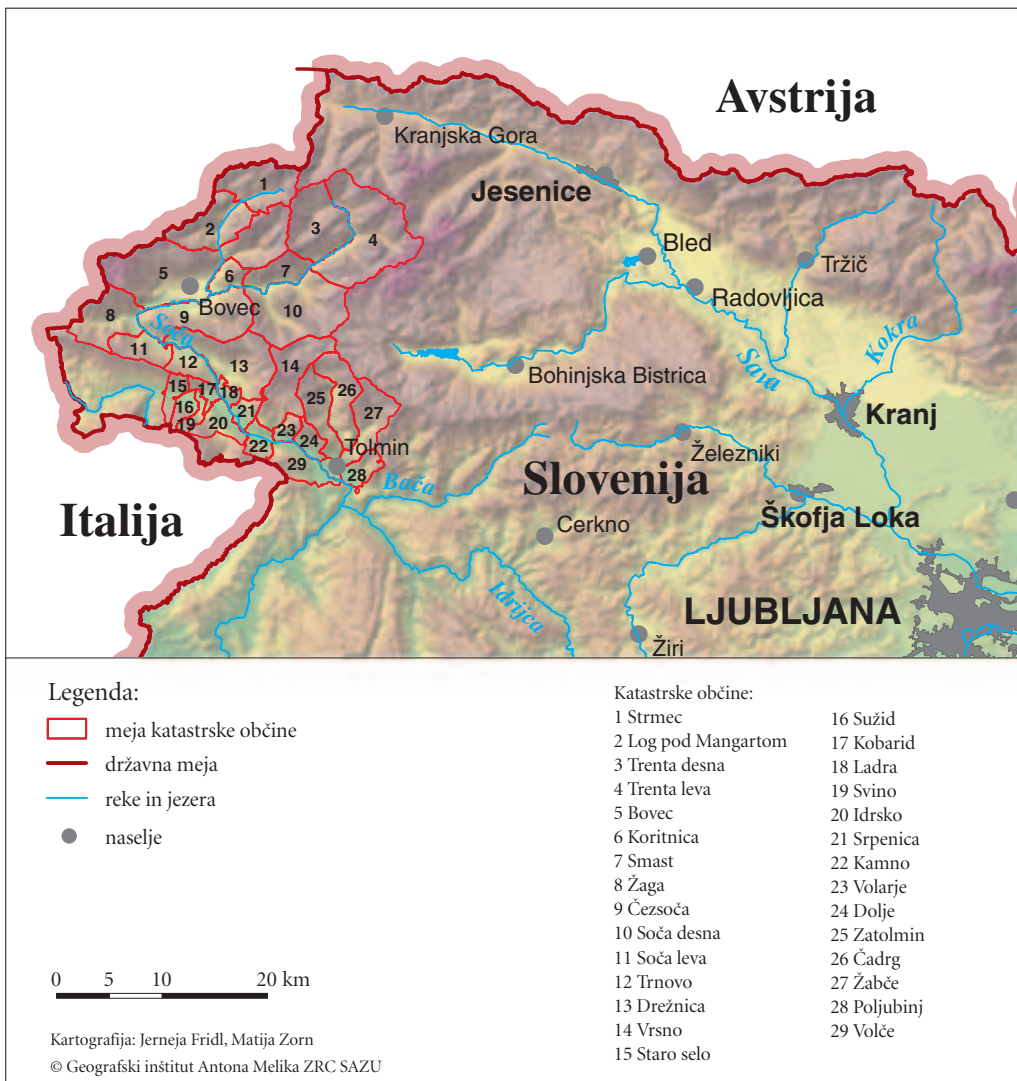 Avstrija
Kranjska Gora
Jesenice
Bled
Tržič
Radovljica
Bovec
Soča
Kokra
Sava
Bohinjska Bistrica
Kranj
Tolmin
Železniki
Bača
Slovenija
Italija
Škofja Loka
Cerkno
Idrijca
LJUBLJANA
Žiri
1
2
3
4
5
6
7
8
9
10
11
12
13
14
15
16
17
18
19
20
21
22
23
24
25
26
27
28
29
Legenda:
meja katastrske občine
državna meja
reke in jezera
naselje
0 5 10 20 km
Kartografija: Jerneja Fridl, Matija Zorn
© Geografski inštitut Antona Melika ZRC SAZU
Katastrske občine:
1 Strmec
2 Log pod Mangartom
3 Trenta desna
4 Trenta leva
5 Bovec
6 Koritnica
7 Smast
8 Žaga
9 Čezsoča
10 Soča desna
11 Soča leva
12 Trnovo
13 Drežnica
14 Vrsno
15 Staro selo
16 Sužid
17 Kobarid
18 Ladra
19 Svino
20 Idrsko
21 Srpenica
22 Kamno
23 Volarje
24 Dolje
25 Zatolmin
26 Čadrg
27 Žabče
28 Poljubinj
29 Volče